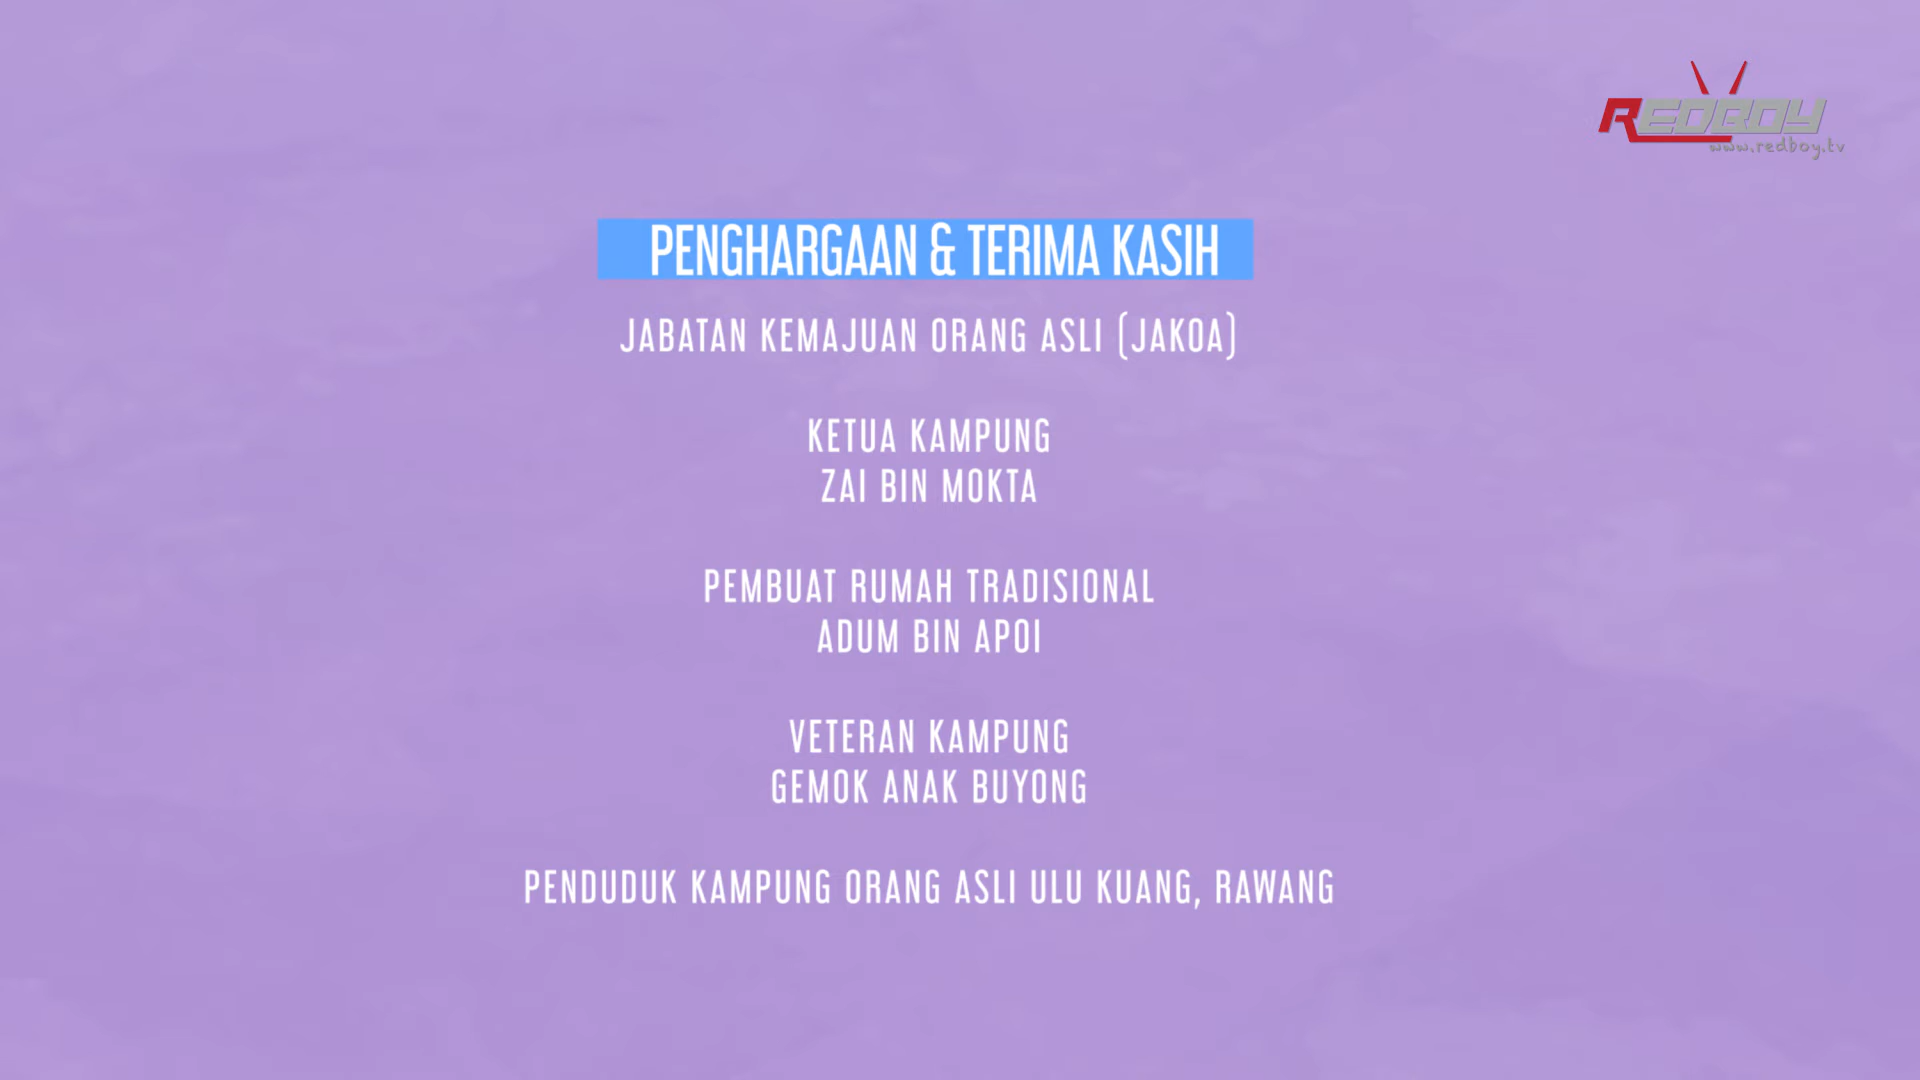 REDBOY
www.redboy.tv
PENGHARGAAN & TERIMA KASIH
JABATAN KEMAJUAN ORANG ASLI (JAKOA)
KETUA KAMPUNG
ZAI BIN MOKTA
PEMBUAT RUMAH TRADISIONAL
ADUM BIN APOI
VETERAN KAMPUNG
GEMOK ANAK BUYONG
PENDUDUK KAMPUNG ORANG ASLI ULU KUANG, RAWANG